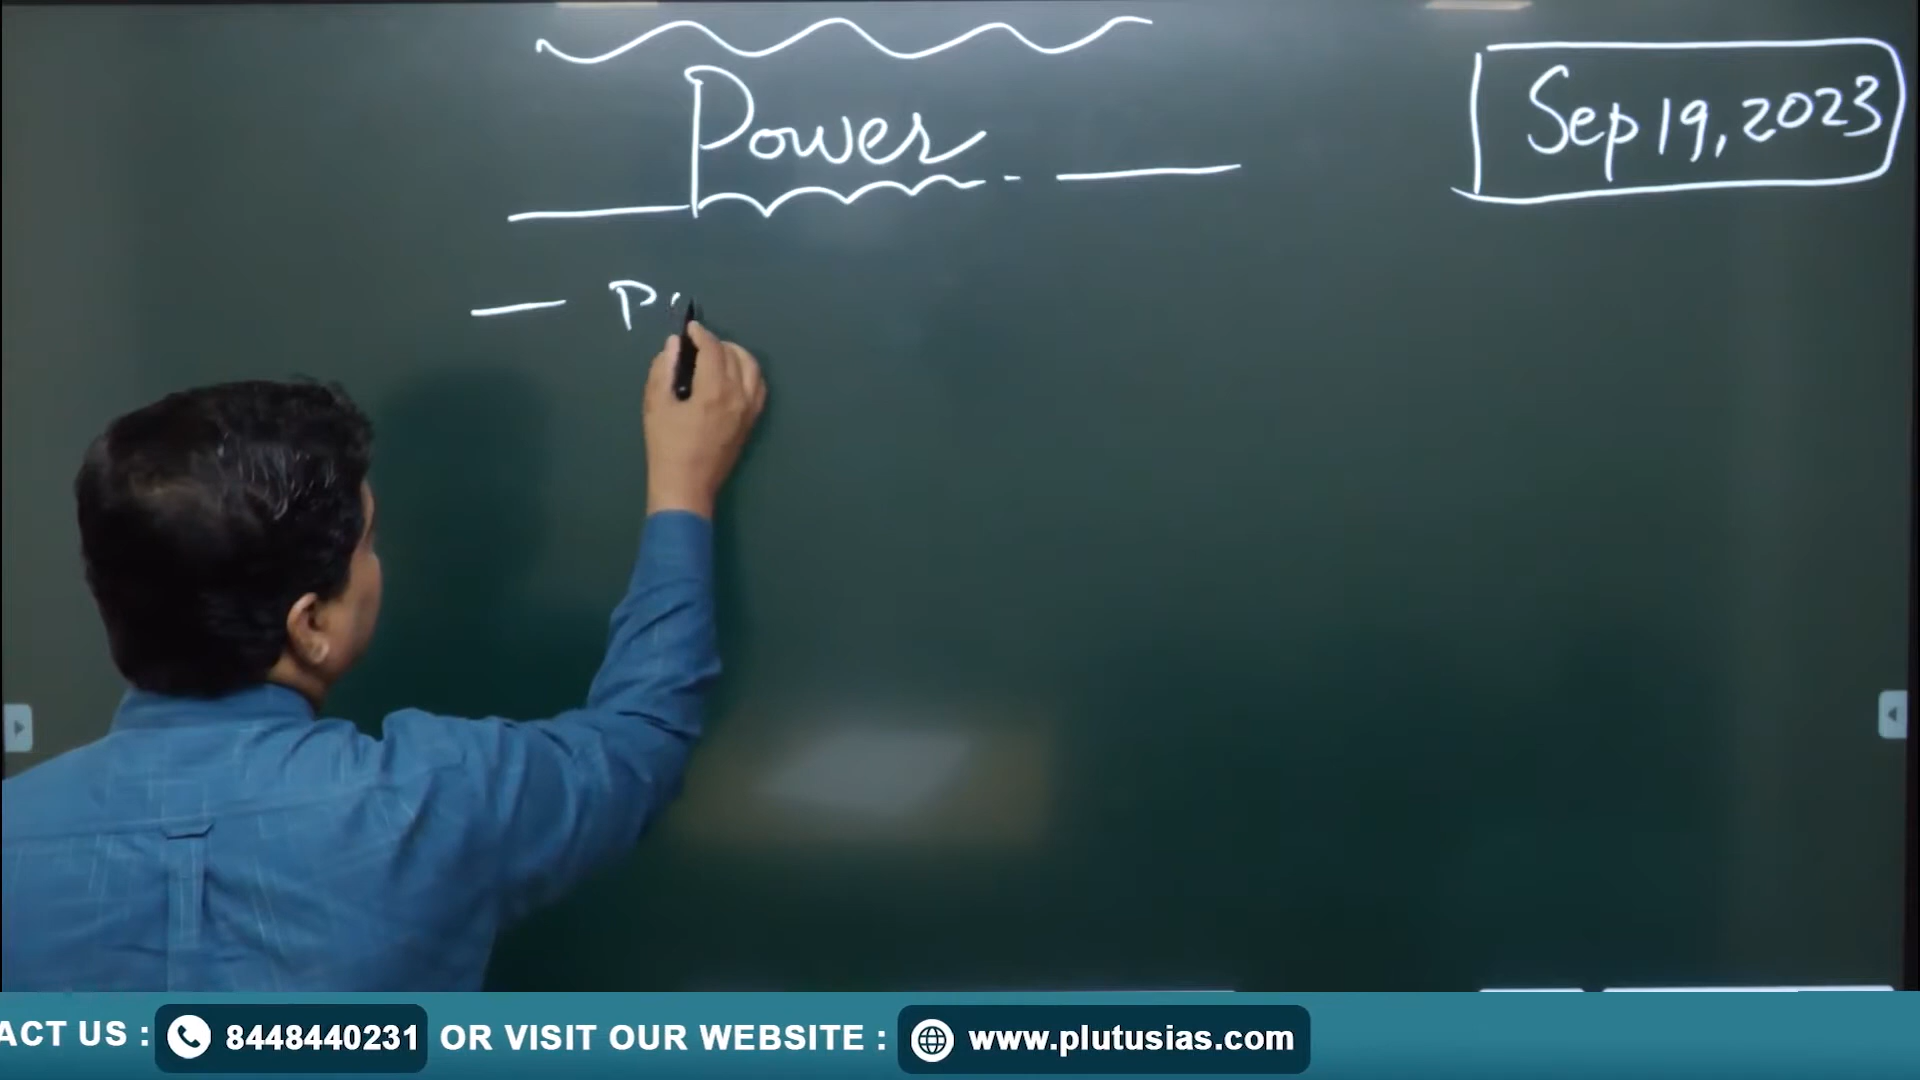 Power
Sep 19, 2023
ACT US : 8448440231 OR VISIT OUR WEBSITE : www.plutusias.com